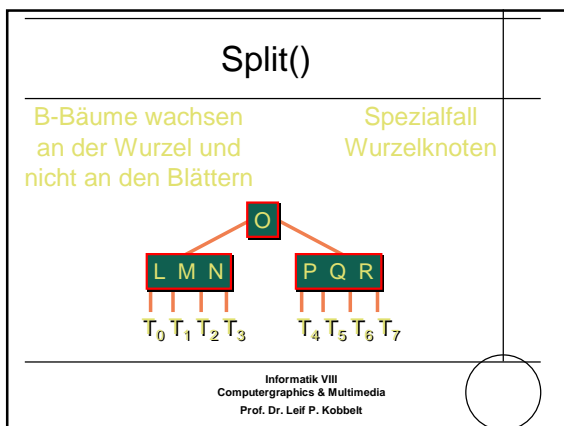 Split()
B-Bäume wachsen
an der Wurzel und
nicht an den Blättern
Spezialfall
Wurzelknoten
O
L M N
P Q R
T0 T1 T2 T3
T4 T5 T6 T7
Informatik VIII
Computergraphics & Multimedia
Prof. Dr. Leif P. Kobbelt